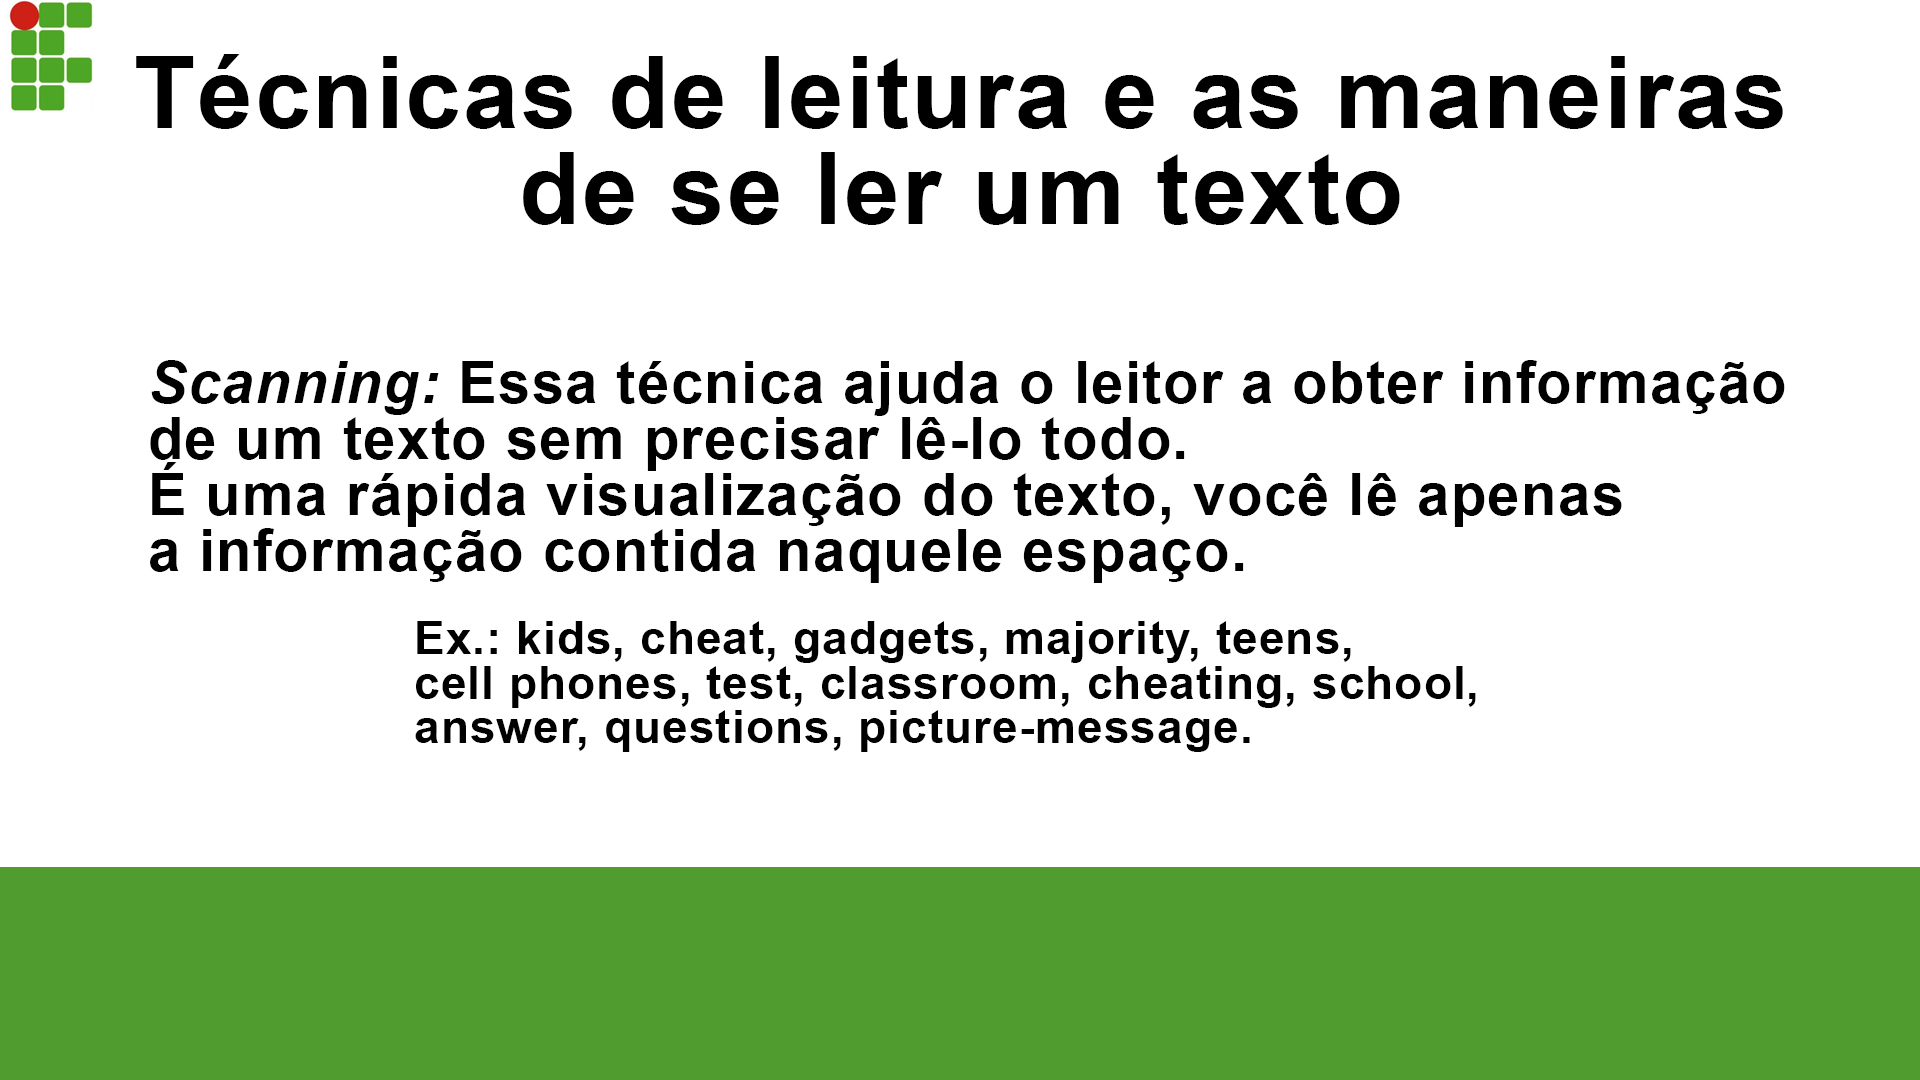 Técnicas de leitura e as maneiras
de se ler um texto
Scanning: Essa técnica ajuda o leitor a obter informação
de um texto sem precisar lê-lo todo.
É uma rápida visualização do texto, você lê apenas
a informação contida naquele espaço.
Ex.: kids, cheat, gadgets, majority, teens,
cell phones, test, classroom, cheating, school,
answer, questions, picture-message.